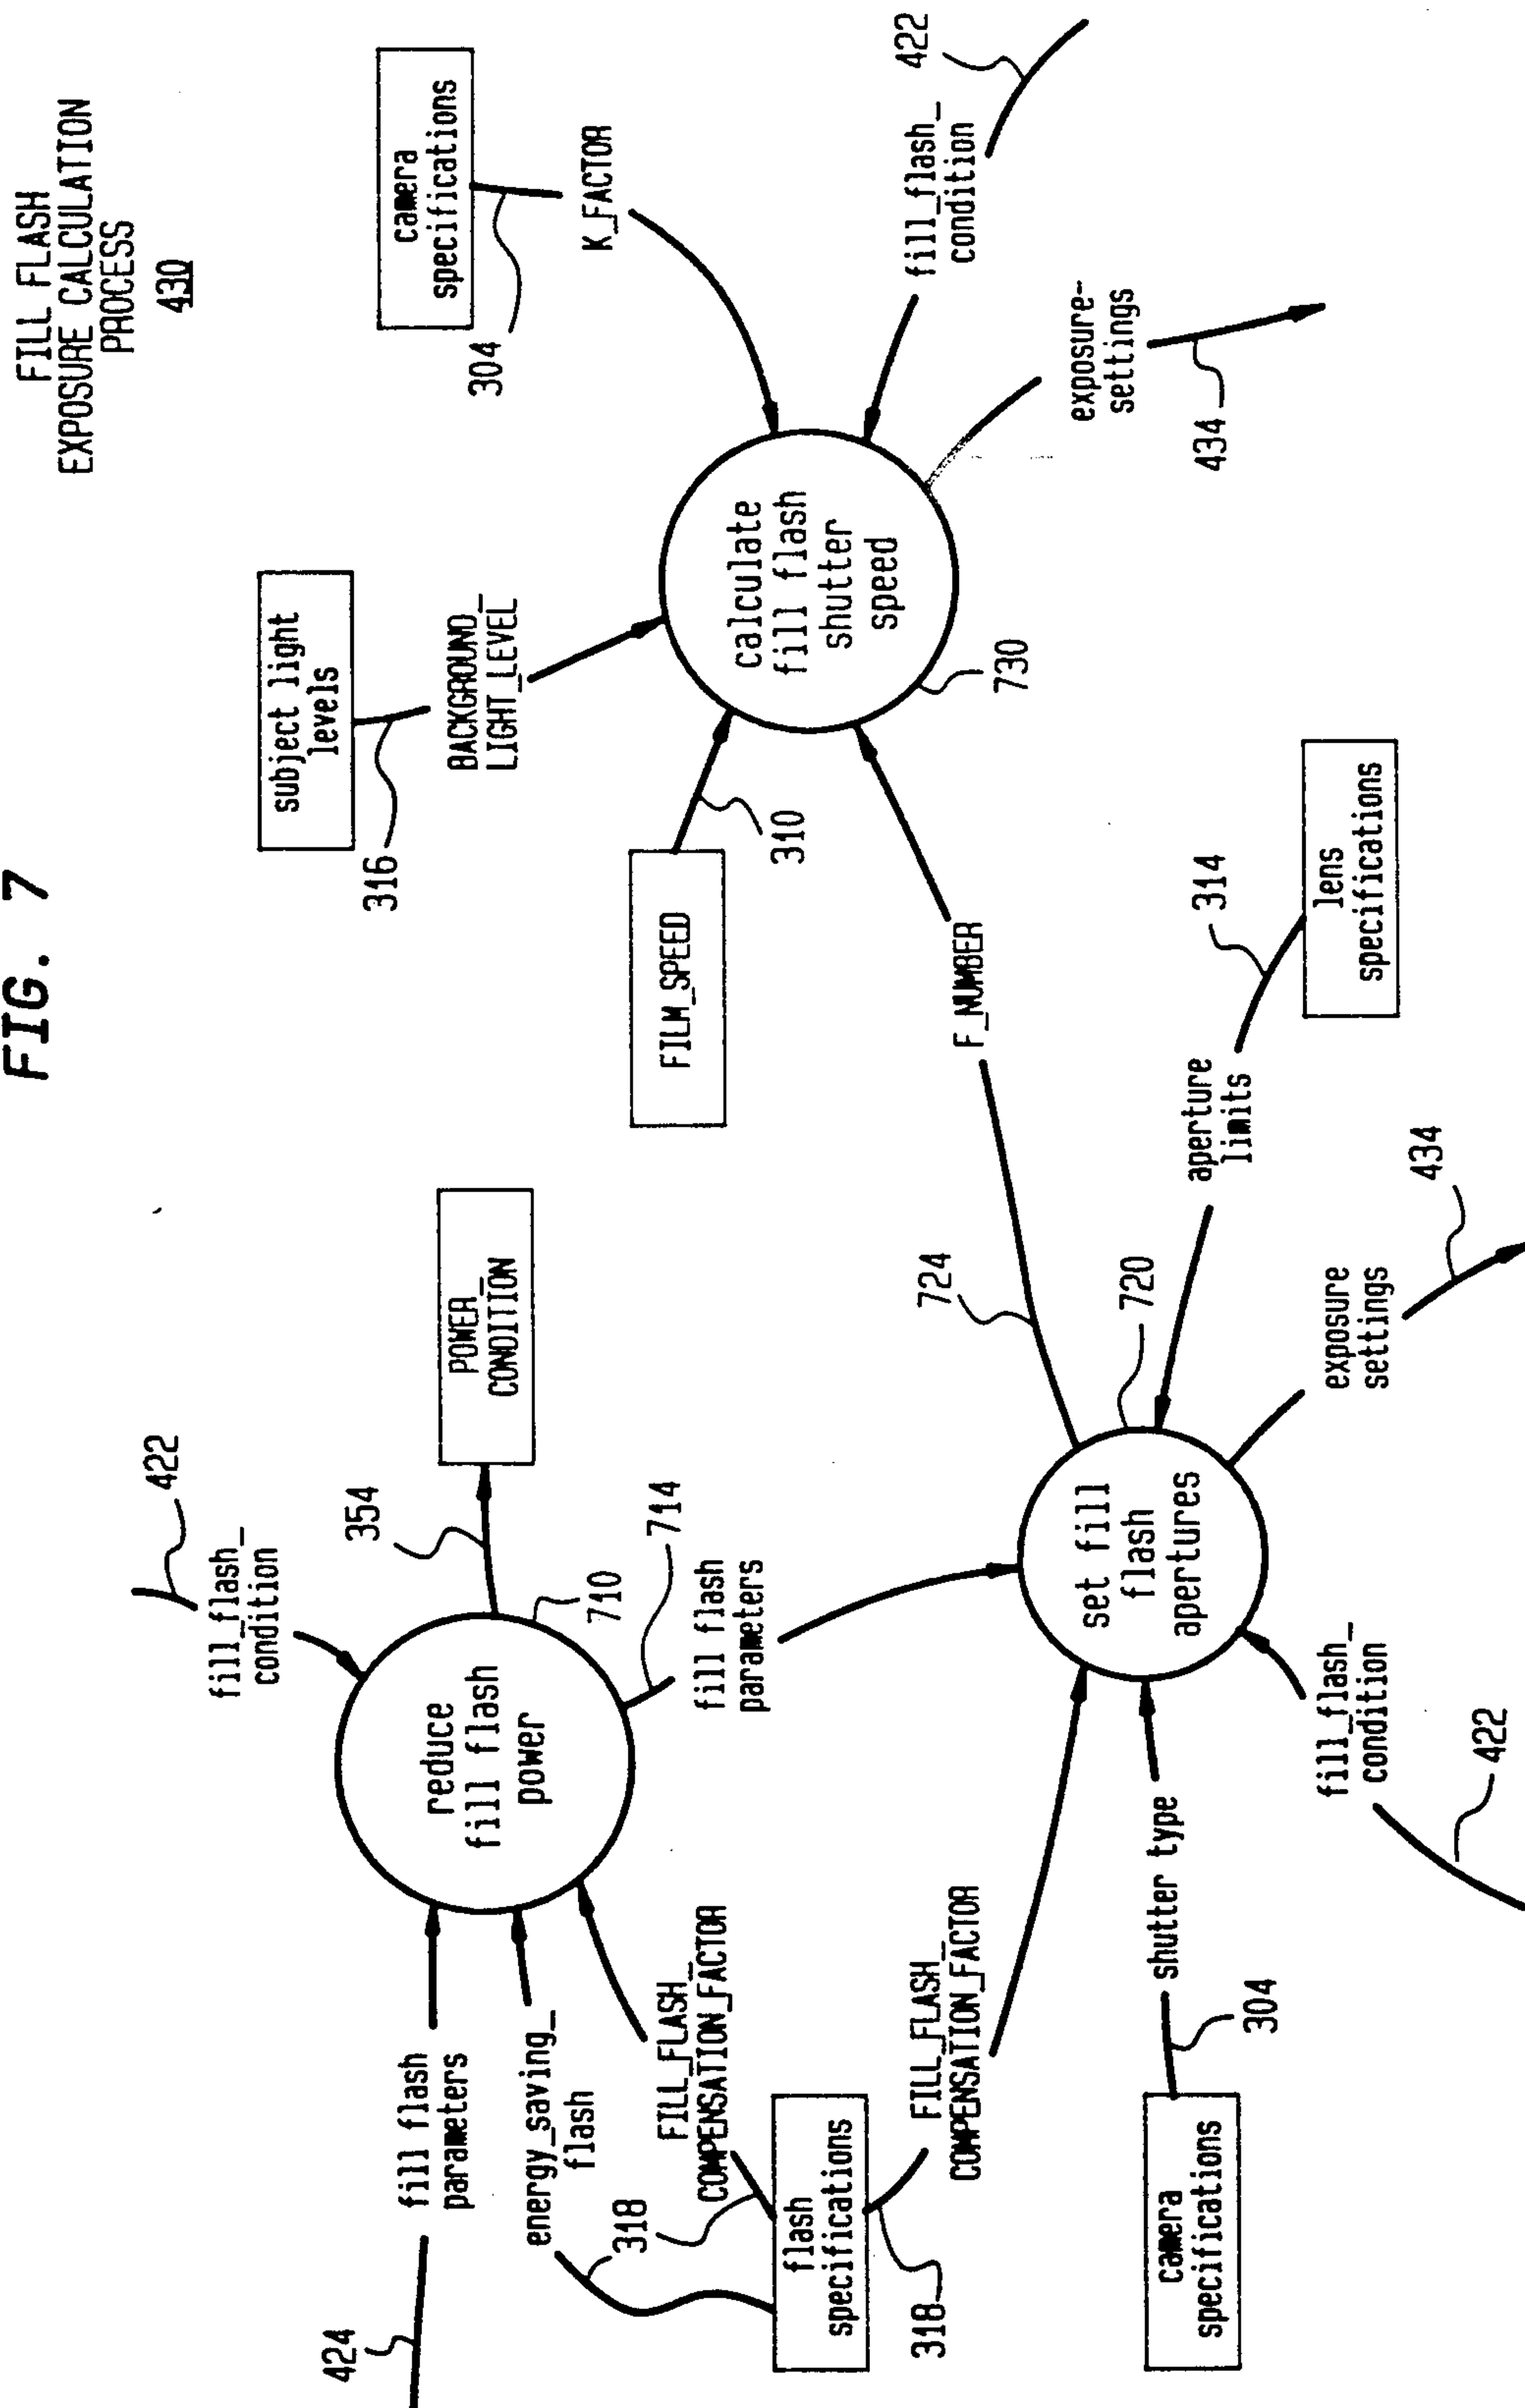 FIG. 7
FILL FLASH
EXPOSURE CALCULATION
PROCESS
430
424
fill flash
parameters
energy_saving_
flash
318
FILL_FLASH_
COMPENSATION_FACTOR
flash
specifications
318
FILL_FLASH_
COMPENSATION_FACTOR
camera
specifications
304
shutter type
422
fill_flash_
condition
reduce
fill flash
power
710
354
POWER_
CONDITION
714
fill flash
parameters
422
fill_flash_
condition
set fill
flash
apertures
720
724
F_NUMBER
aperture
limits
314
lens
specifications
exposure
settings
434
subject light
levels
316
BACKGROUND_
LIGHT_LEVEL
FILM_SPEED
310
camera
specifications
304
K_FACTOR
calculate
fill flash
shutter
speed
730
fill_flash_
condition
422
exposure-
settings
434